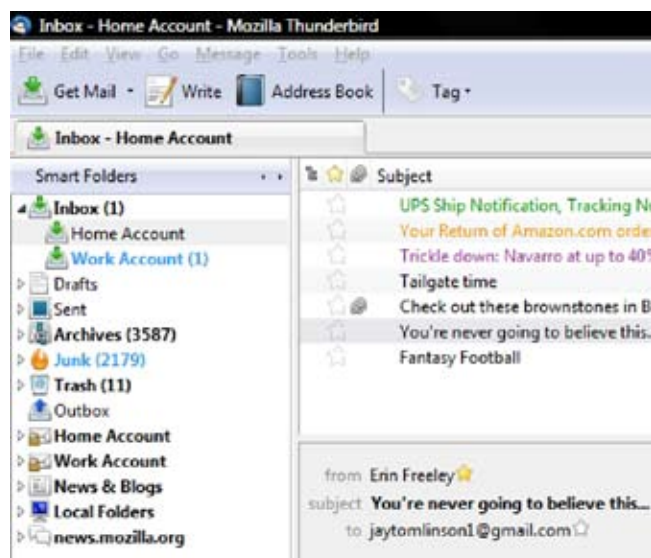 Inbox - Home Account - Mozilla Thunderbird
File Edit View Go Message Tools Help
Get Mail Write Address Book Tag
Inbox - Home Account
Smart Folders
Subject
Inbox (1)
Home Account
Work Account (1)
Drafts
Sent
Archives (3587)
Junk (2179)
Trash (11)
Outbox
Home Account
Work Account
News & Blogs
Local Folders
news.mozilla.org
UPS Ship Notification, Tracking N
Your Return of Amazon.com orde
Trickle down: Navarro at up to 40%
Tailgate time
Check out these brownstones in B
You're never going to believe this.
Fantasy Football
from Erin Freeley
subject You're never going to believe this...
to jaytomlinson1@gmail.com